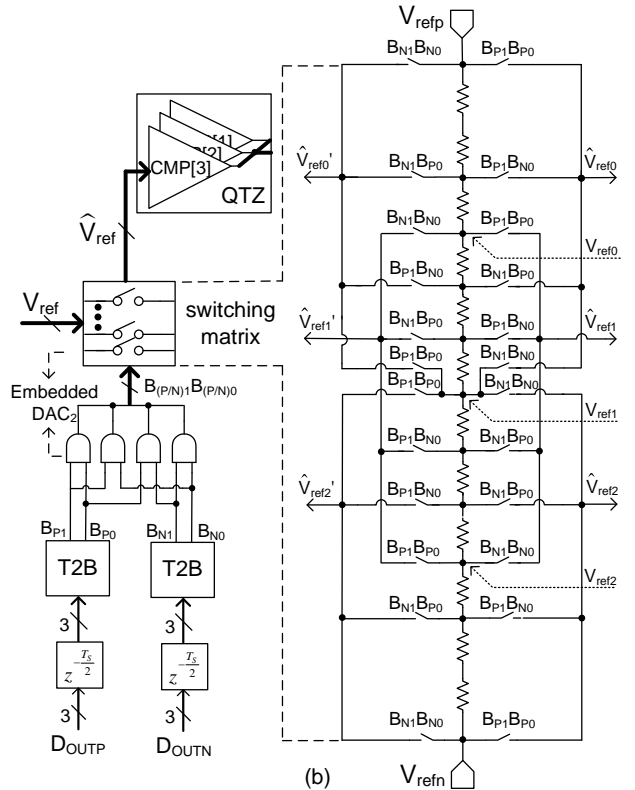 V_refp
B_N1B_N0 B_P1B_P0
[1]
[2]
CMP[3]
QTZ
V̂_ref0' B_N1B_P0 B_P1B_N0 V̂_ref0
V̂_ref
B_N1B_N0 B_P1B_P0
V_ref0
B_P1B_N0 B_N1B_P0
V_ref
switching
matrix
V̂_ref1' B_N1B_P0 B_P1B_N0 V̂_ref1
B_P1B_P0 B_N1B_N0
B_P1B_P0 B_N1B_N0
Embedded
DAC_2
B_(P/N)1B_(P/N)0
V_ref1
B_P1B_N0 B_N1B_P0
V̂_ref2' B_P1B_N0 B_N1B_P0 V̂_ref2
B_P1 B_P0 B_N1 B_N0
B_P1B_P0 B_N1B_N0
V_ref2
T2B T2B
B_N1B_P0 B_P1B_N0
3 3
z^{-T_S/2} z^{-T_S/2}
3 3
B_N1B_N0 B_P1B_P0
D_OUTP D_OUTN
(b)
V_refn